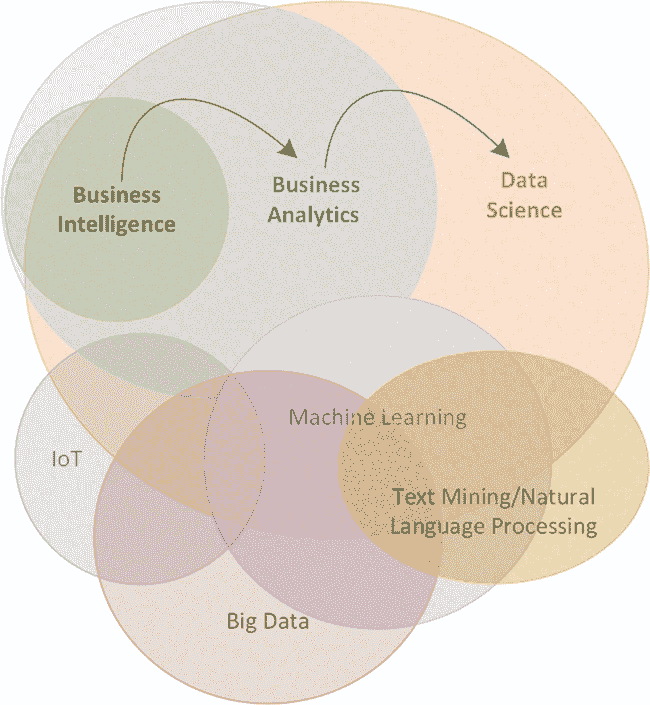 Business
Intelligence
Business
Analytics
Data
Science
Machine Learning
IoT
Text Mining/Natural
Language Processing
Big Data